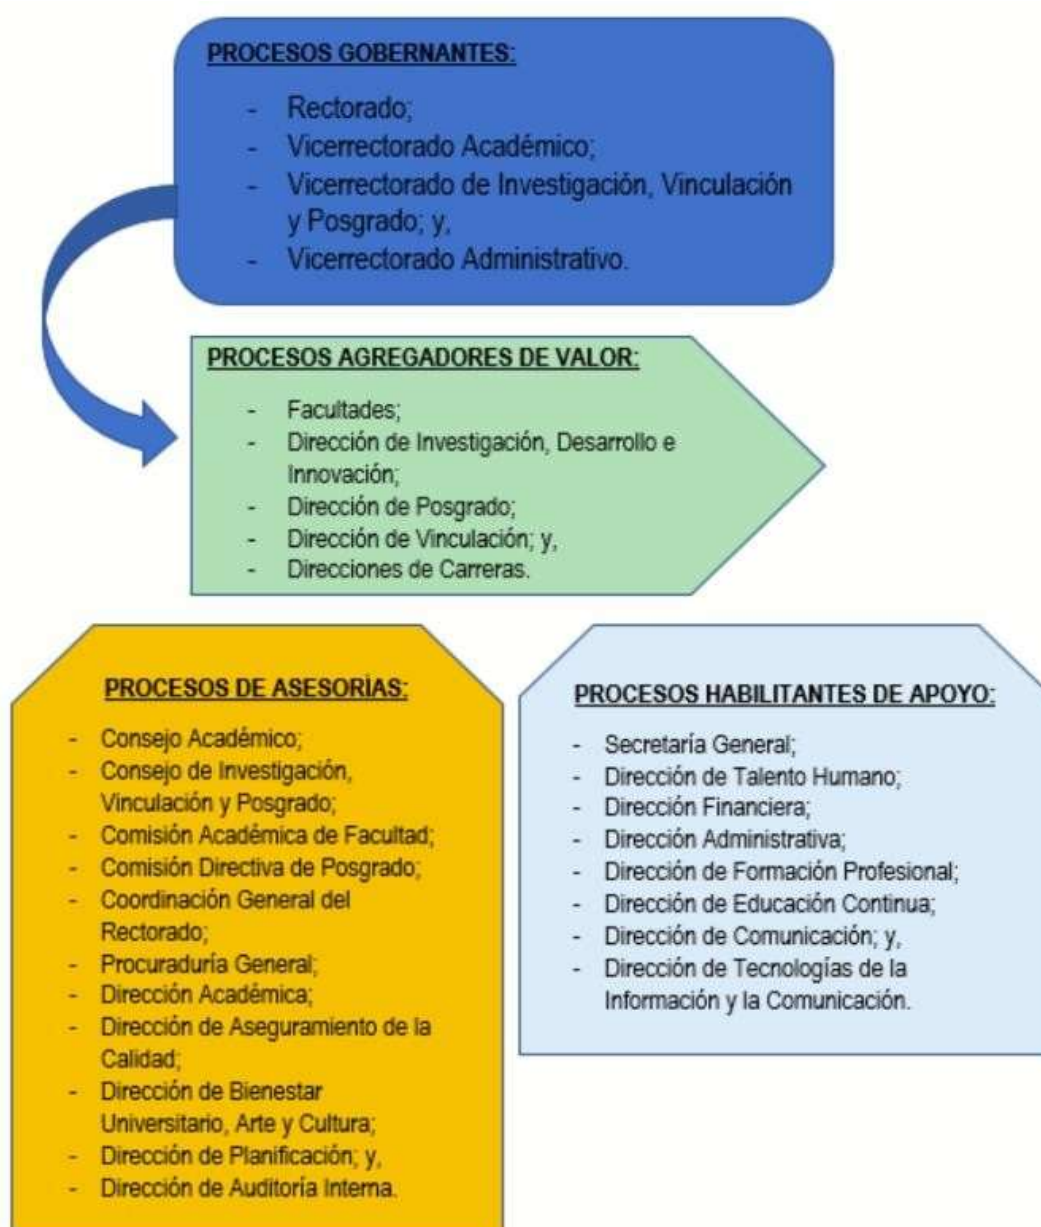 PROCESOS GOBERNANTES:
- Rectorado;
- Vicerrectorado Académico;
- Vicerrectorado de Investigación, Vinculación
y Posgrado; y,
- Vicerrectorado Administrativo.
PROCESOS AGREGADORES DE VALOR:
- Facultades;
- Dirección de Investigación, Desarrollo e
Innovación;
- Dirección de Posgrado;
- Dirección de Vinculación; y,
- Direcciones de Carreras.
PROCESOS DE ASESORÍAS:
- Consejo Académico;
- Consejo de Investigación,
Vinculación y Posgrado;
- Comisión Académica de Facultad;
- Comisión Directiva de Posgrado;
- Coordinación General del
Rectorado;
- Procuraduría General;
- Dirección Académica;
- Dirección de Aseguramiento de la
Calidad;
- Dirección de Bienestar
Universitario, Arte y Cultura;
- Dirección de Planificación; y,
- Dirección de Auditoría Interna.
PROCESOS HABILITANTES DE APOYO:
- Secretaría General;
- Dirección de Talento Humano;
- Dirección Financiera;
- Dirección Administrativa;
- Dirección de Formación Profesional;
- Dirección de Educación Continua;
- Dirección de Comunicación; y,
- Dirección de Tecnologías de la
Información y la Comunicación.